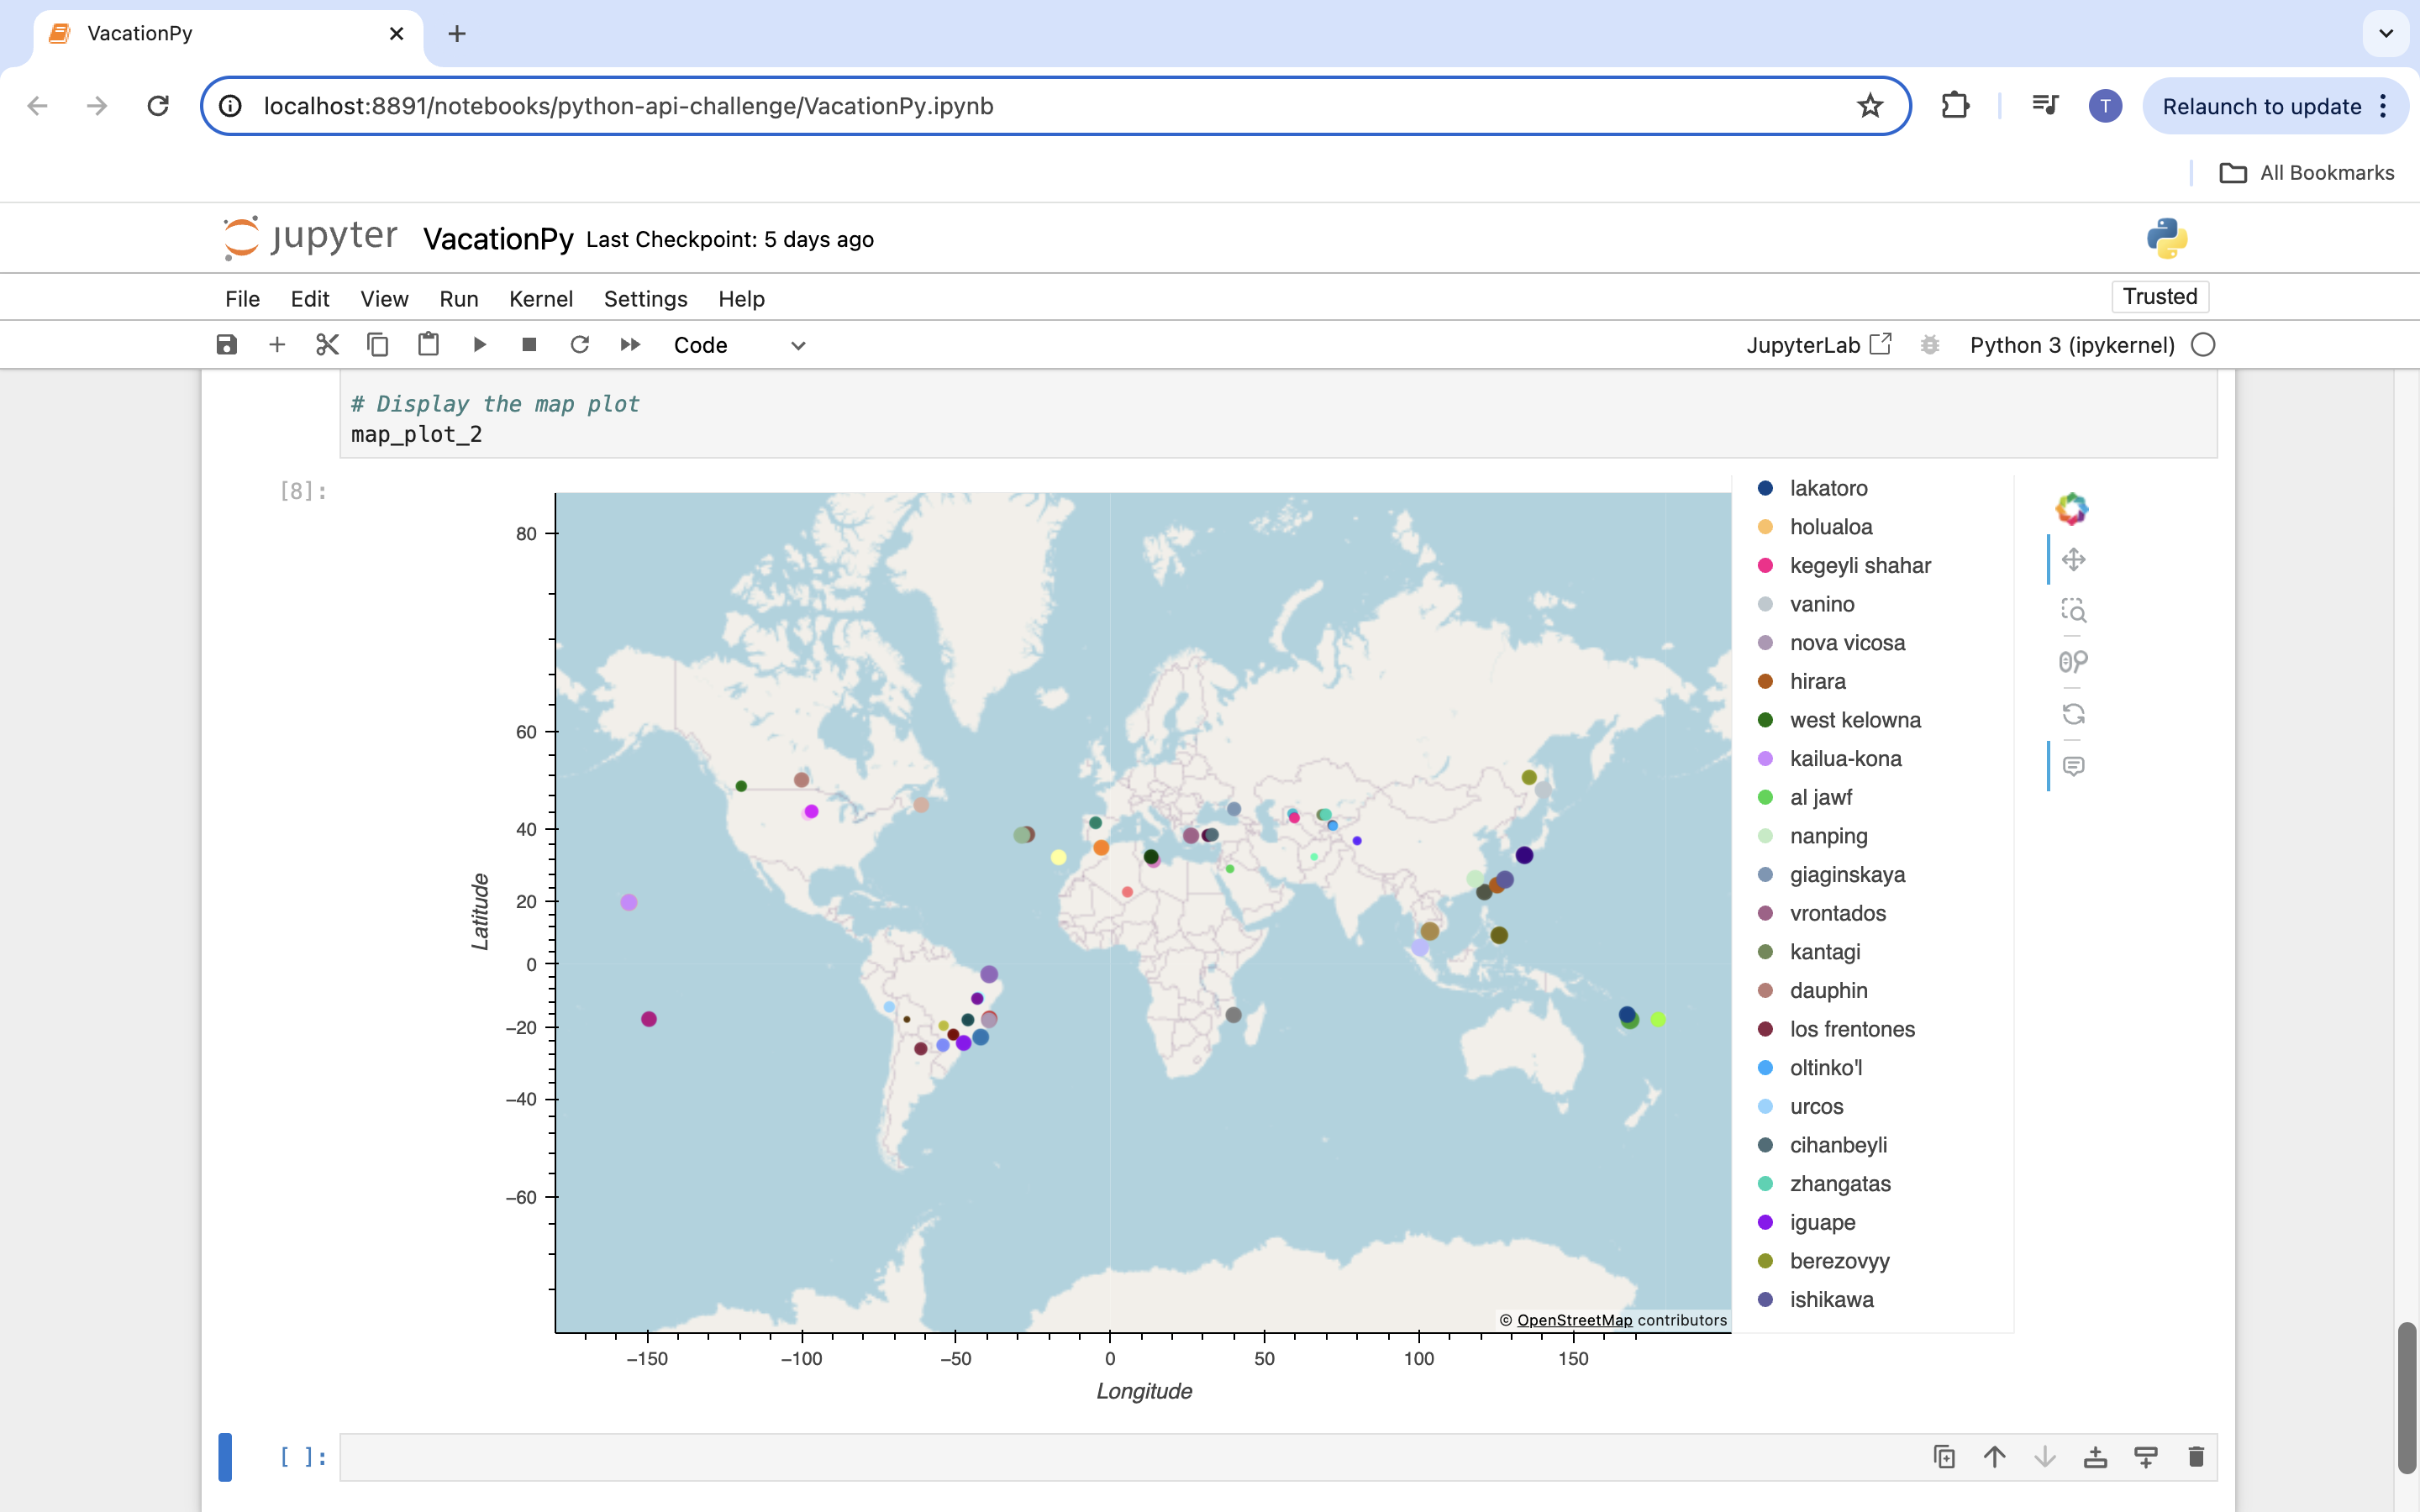 VacationPy
localhost:8891/notebooks/python-api-challenge/VacationPy.ipynb
T
Relaunch to update
All Bookmarks
jupyter VacationPy Last Checkpoint: 5 days ago
File Edit View Run Kernel Settings Help
Trusted
Code
JupyterLab
Python 3 (ipykernel)
# Display the map plot
map_plot_2
[8]:
80
60
40
20
0
−20
−40
−60
Latitude
−150 −100 −50 0 50 100 150
Longitude
© OpenStreetMap contributors
lakatoro
holualoa
kegeyli shahar
vanino
nova vicosa
hirara
west kelowna
kailua-kona
al jawf
nanping
giaginskaya
vrontados
kantagi
dauphin
los frentones
oltinko'l
urcos
cihanbeyli
zhangatas
iguape
berezovyy
ishikawa
[ ]: